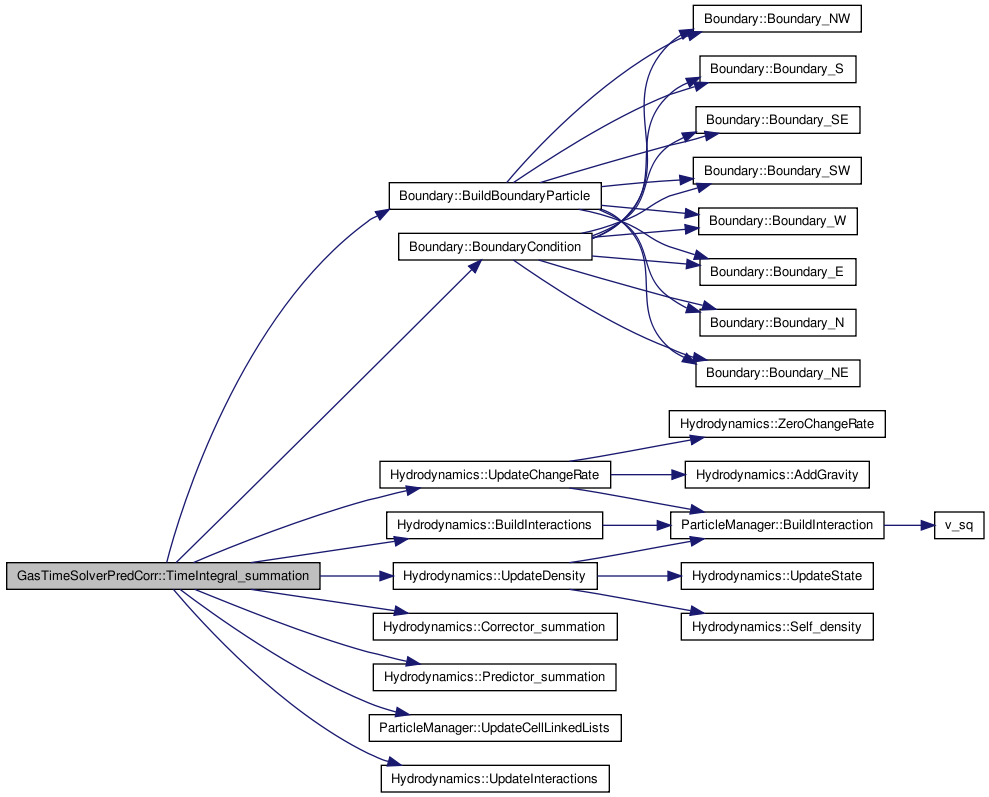 Boundary::Boundary_NW
Boundary::Boundary_S
Boundary::Boundary_SE
Boundary::Boundary_SW
Boundary::BuildBoundaryParticle
Boundary::Boundary_W
Boundary::BoundaryCondition
Boundary::Boundary_E
Boundary::Boundary_N
Boundary::Boundary_NE
Hydrodynamics::ZeroChangeRate
Hydrodynamics::UpdateChangeRate
Hydrodynamics::AddGravity
Hydrodynamics::BuildInteractions
ParticleManager::BuildInteraction
v_sq
GasTimeSolverPredCorr::TimeIntegral_summation
Hydrodynamics::UpdateDensity
Hydrodynamics::UpdateState
Hydrodynamics::Corrector_summation
Hydrodynamics::Self_density
Hydrodynamics::Predictor_summation
ParticleManager::UpdateCellLinkedLists
Hydrodynamics::UpdateInteractions